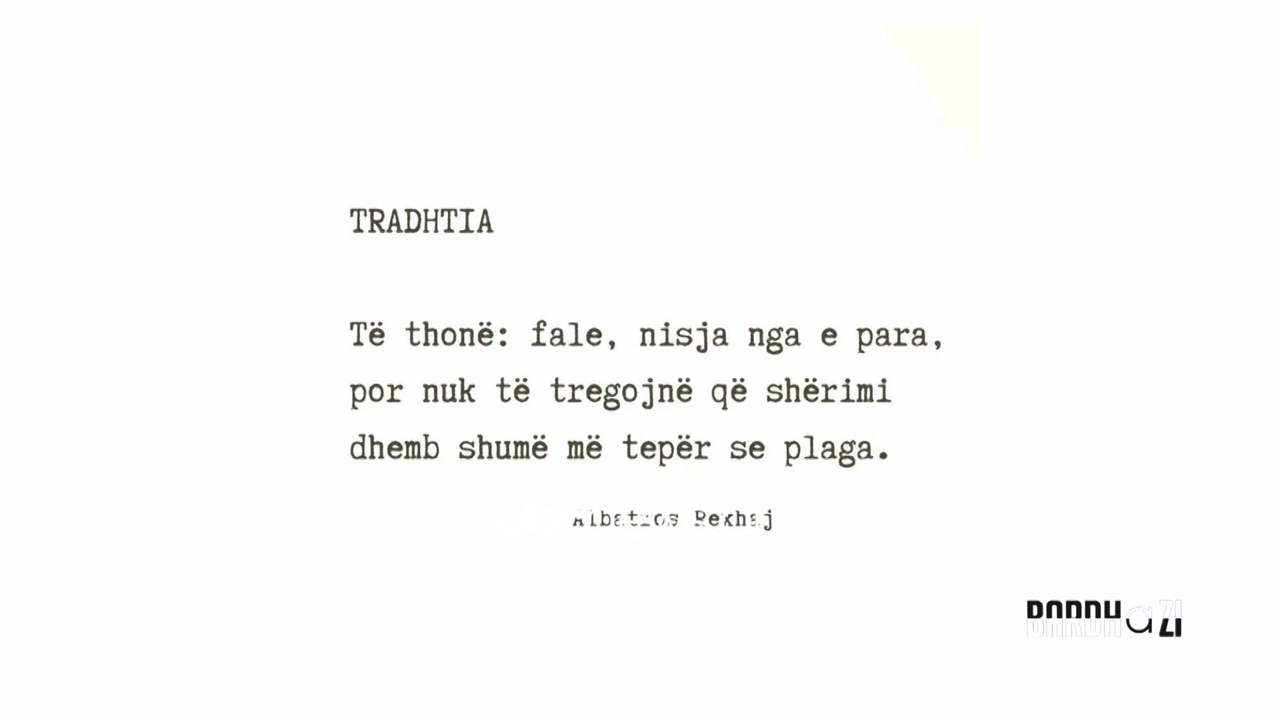 TRADHTIA
Të thonë: fale, nisja nga e para,
por nuk të tregojnë që shërimi
dhemb shumë më tepër se plaga.
Albatros Rexhaj
BARDH a ZI